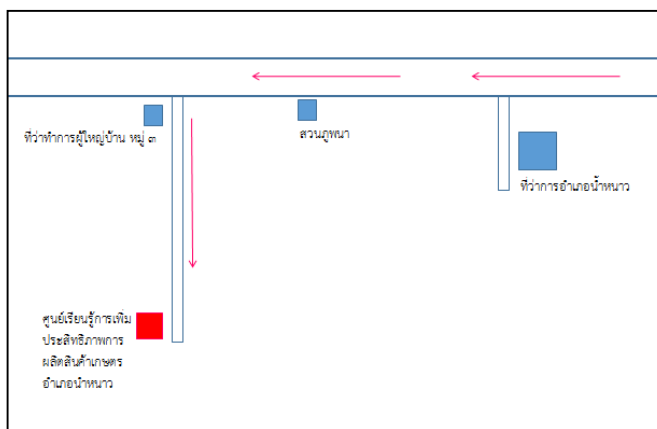 สวนภูพนา
ที่ว่าทำการผู้ใหญ่บ้าน หมู่ ๓
ที่ว่าการอำเภอน้ำหนาว
ศูนย์เรียนรู้การเพิ่ม
ประสิทธิภาพการ
ผลิตสินค้าเกษตร
อำเภอน้ำหนาว